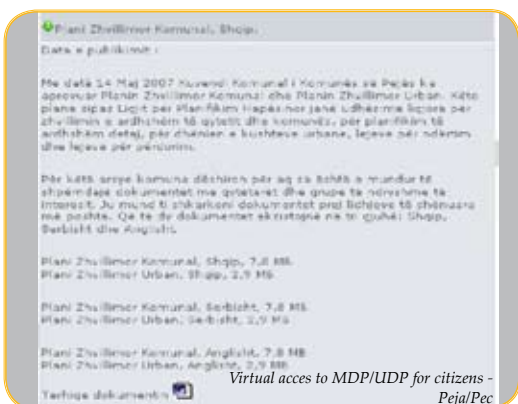 Plani Zhvillimor Komunal, Shqip.
Data e publikimit :
Me datë 14 Maj 2007 Kuvendi Komunal i Komunës së Pejës ka
aprovuar Planin Zhvillimor Komunal dhe Planin Zhvillimor Urban. Këto
plane sipas Ligjit për Planifikim Hapësinor janë udhërrëfyese ligjore për
zhvillimin e ardhshëm të qytetit dhe komunës, për planifikim të
ardhshëm detaj, për dhënien e kushteve urbane, lejeve për ndërtim
dhe lejeve për përdorim.
Për këtë arsye komuna dëshiron për aq sa është e mundur të
shpërndajë dokumentet me qytetarët dhe grupe të ndryshme të
interesit. Ju mund ti shkarkoni dokumentet prej lidhjeve të shënuara
më poshtë. Që të dy dokumentet ekzistojnë në tri gjuhë: Shqip,
Serbisht dhe Anglisht.
Plani Zhvillimor Komunal, Shqip, 7.8 MB
Plani Zhvillimor Urban, Shqip, 2,9 MB
Plani Zhvillimor Komunal, Serbisht, 7.8 MB
Plani Zhvillimor Urban, Serbisht, 2,9 MB
Plani Zhvillimor Komunal, Anglisht, 7.8 MB
Plani Zhvillimor Urban, Anglisht, 2,9 MB
Tërhiqe dokumentin
Virtual acces to MDP/UDP for citizens -
Peja/Pec